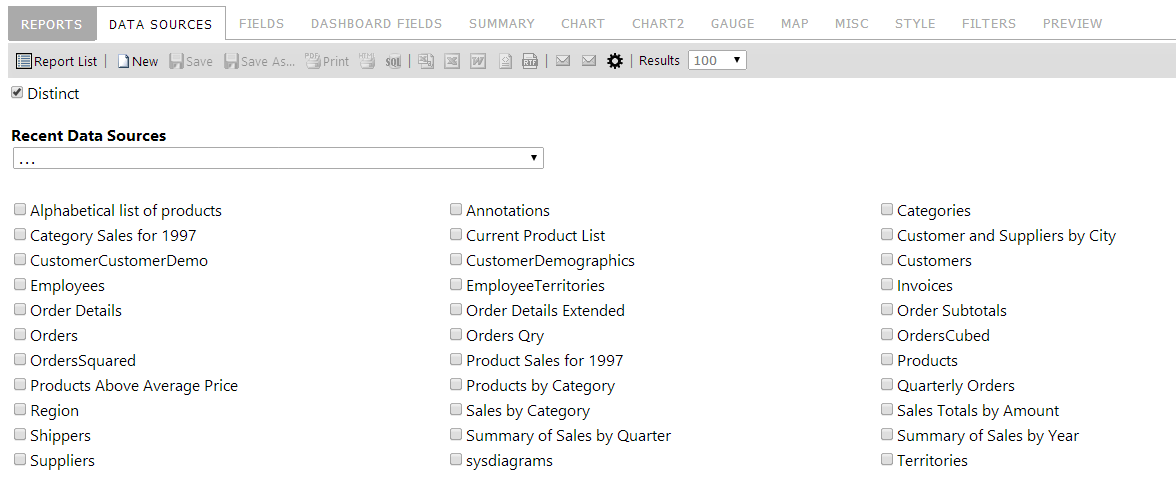 REPORTS DATA SOURCES FIELDS DASHBOARD FIELDS SUMMARY CHART CHART2 GAUGE MAP MISC STYLE FILTERS PREVIEW
Report List | New Save Save As... PDF Print HTML SQL | RTF | | Results 100
Distinct
Recent Data Sources
...
Alphabetical list of products Annotations Categories
Category Sales for 1997 Current Product List Customer and Suppliers by City
CustomerCustomerDemo CustomerDemographics Customers
Employees EmployeeTerritories Invoices
Order Details Order Details Extended Order Subtotals
Orders Orders Qry OrdersCubed
OrdersSquared Product Sales for 1997 Products
Products Above Average Price Products by Category Quarterly Orders
Region Sales by Category Sales Totals by Amount
Shippers Summary of Sales by Quarter Summary of Sales by Year
Suppliers sysdiagrams Territories